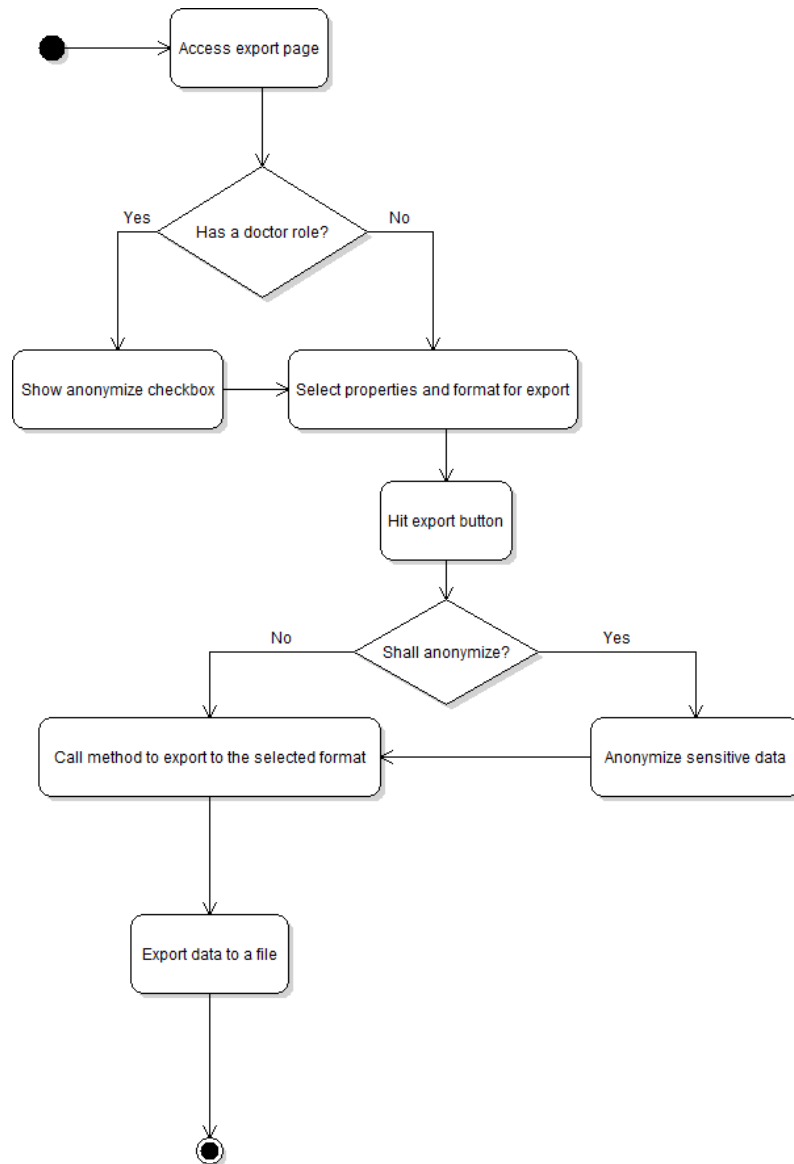 Access export page
Yes
No
Has a doctor role?
Show anonymize checkbox
Select properties and format for export
Hit export button
No
Yes
Shall anonymize?
Call method to export to the selected format
Anonymize sensitive data
Export data to a file